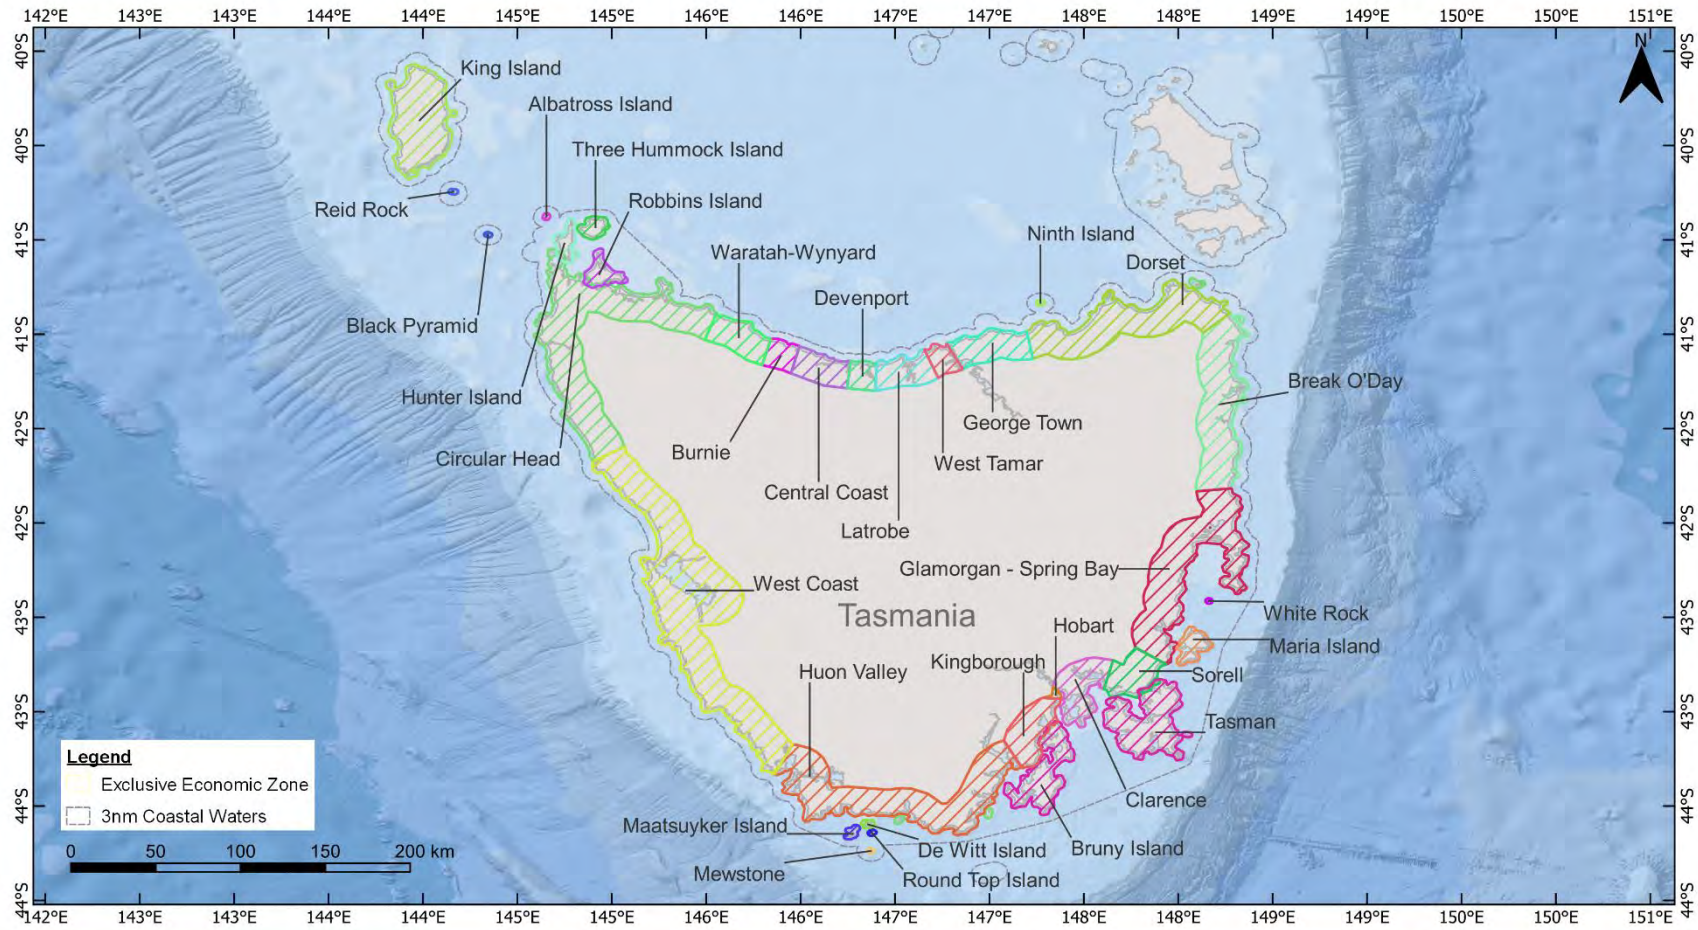 142°E 143°E 143°E 144°E 144°E 145°E 145°E 146°E 146°E 147°E 147°E 148°E 148°E 149°E 149°E 150°E 150°E 151°E
40°S
40°S
N
King Island
Albatross Island
40°S
Three Hummock Island
40°S
Robbins Island
Reid Rock
41°S
Ninth Island
41°S
Waratah-Wynyard
Dorset
Devenport
Black Pyramid
41°S
41°S
Break O'Day
Hunter Island
George Town
42°S
42°S
Burnie
Circular Head
West Tamar
Central Coast
42°S
Latrobe
42°S
Glamorgan - Spring Bay
West Coast
43°S
Tasmania
White Rock
43°S
Hobart
Maria Island
Kingborough
Huon Valley
Sorell
43°S
Tasman
43°S
Legend
Exclusive Economic Zone
3nm Coastal Waters
44°S
Clarence
44°S
Maatsuyker Island
De Witt Island
Bruny Island
0 50 100 150 200 km
Mewstone
Round Top Island
44°S
44°S
142°E 143°E 143°E 144°E 144°E 145°E 145°E 146°E 146°E 147°E 147°E 148°E 148°E 149°E 149°E 150°E 150°E 151°E